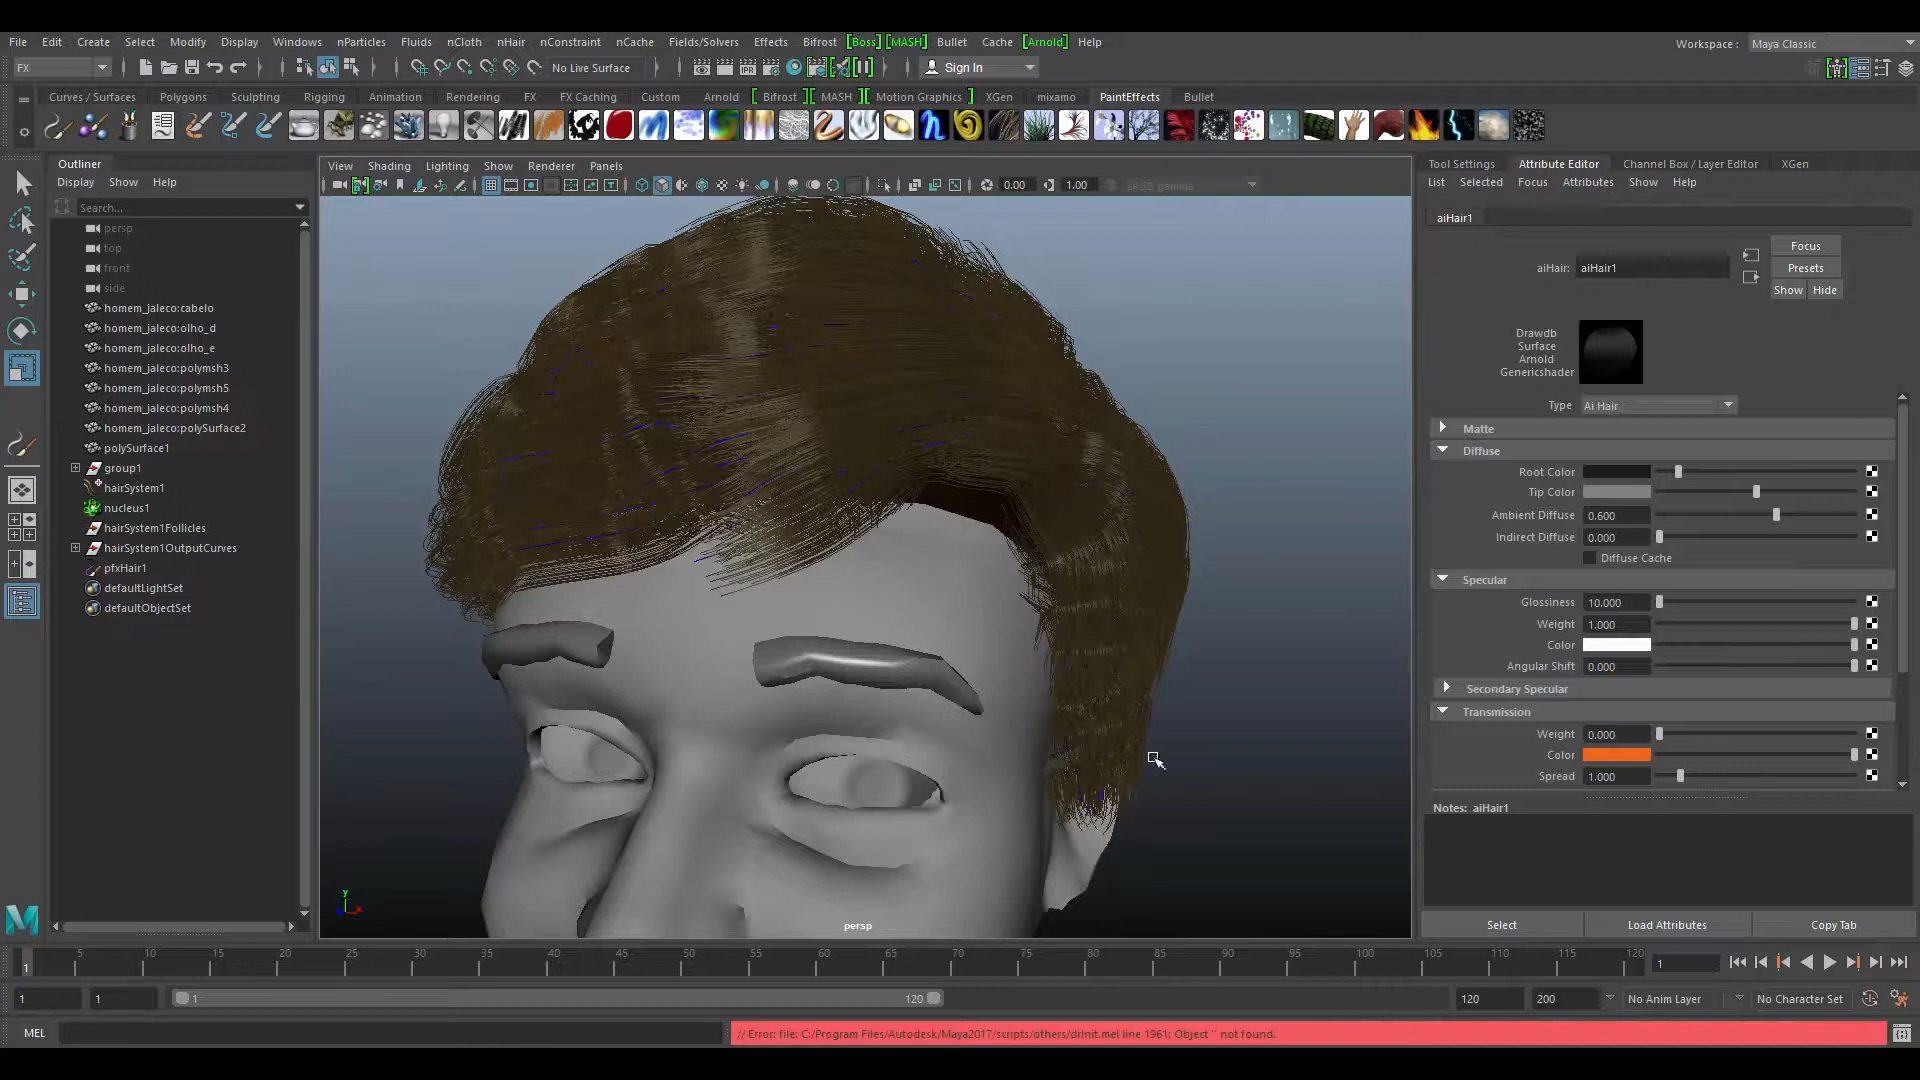 File Edit Create Select Modify Display Windows nParticles Fluids nCloth nHair nConstraint nCache Fields/Solvers Effects Bifrost [Boss] [MASH] Bullet Cache [Arnold] Help
Workspace : Maya Classic
FX
No Live Surface
Sign In
Curves / Surfaces Polygons Sculpting Rigging Animation Rendering FX FX Caching Custom Arnold [ Bifrost ] [ MASH ] [ Motion Graphics ] XGen mixamo PaintEffects Bullet
IPR
Outliner
Display Show Help
Search...
persp
top
front
side
homem_jaleco:cabelo
homem_jaleco:olho_d
homem_jaleco:olho_e
homem_jaleco:polymsh3
homem_jaleco:polymsh5
homem_jaleco:polymsh4
homem_jaleco:polySurface2
polySurface1
group1
hairSystem1
nucleus1
hairSystem1Follicles
hairSystem1OutputCurves
pfxHair1
defaultLightSet
defaultObjectSet
View Shading Lighting Show Renderer Panels
0.00 1.00 sRGB gamma
y
x
persp
Tool Settings Attribute Editor Channel Box / Layer Editor XGen
List Selected Focus Attributes Show Help
aiHair1
aiHair: aiHair1
Focus
Presets
Show Hide
Drawdb
Surface
Arnold
Genericshader
Type Ai Hair
Matte
Diffuse
Root Color
Tip Color
Ambient Diffuse 0.600
Indirect Diffuse 0.000
Diffuse Cache
Specular
Glossiness 10.000
Weight 1.000
Color
Angular Shift 0.000
Secondary Specular
Transmission
Weight 0.000
Color
Spread 1.000
Notes: aiHair1
Select Load Attributes Copy Tab
1 5 10 15 20 25 30 35 40 45 50 55 60 65 70 75 80 85 90 95 100 105 110 115 120 1
1 1 1 120 120 200 No Anim Layer No Character Set
MEL
// Error: file: C:/Program Files/Autodesk/Maya2017/scripts/others/drInit.mel line 1961: Object '' not found.